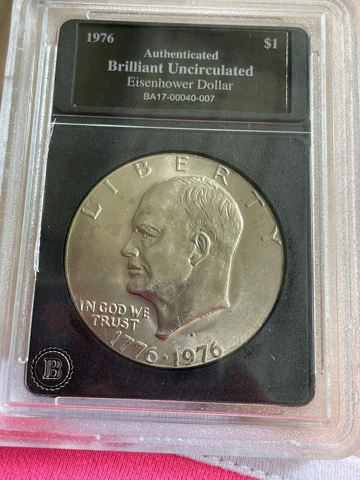 1976 $1
Authenticated
Brilliant Uncirculated
Eisenhower Dollar
BA17-00040-007
LIBERTY
IN GOD WE
TRUST
1776 · 1976
B